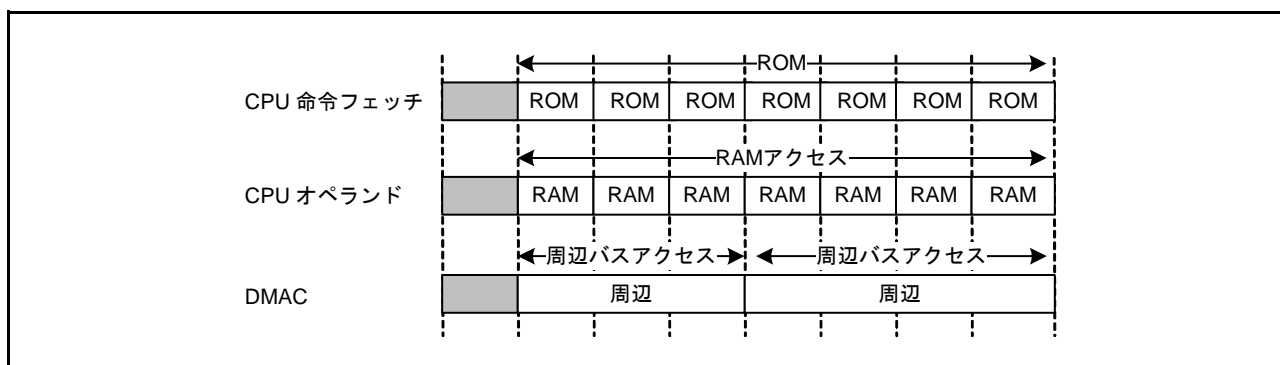 ROM
CPU 命令フェッチ ROM ROM ROM ROM ROM ROM ROM
RAMアクセス
CPU オペランド RAM RAM RAM RAM RAM RAM RAM
周辺バスアクセス 周辺バスアクセス
DMAC 周辺 周辺